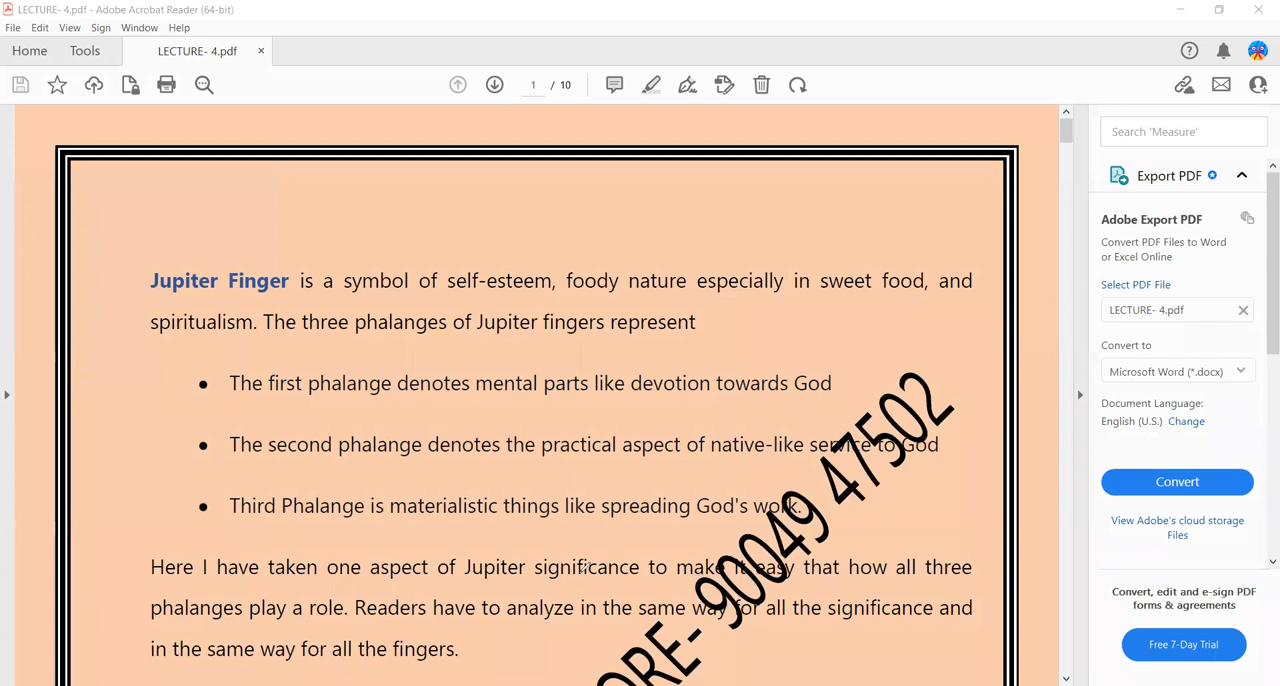 LECTURE- 4.pdf - Adobe Acrobat Reader (64-bit)
File Edit View Sign Window Help
Home Tools LECTURE- 4.pdf ×
1 / 10
Search 'Measure'
Export PDF
Adobe Export PDF
Convert PDF Files to Word
or Excel Online
Select PDF File
LECTURE- 4.pdf
Convert to
Microsoft Word (*.docx)
Document Language:
English (U.S.) Change
Convert
View Adobe's cloud storage
Files
Convert, edit and e-sign PDF
forms & agreements
Free 7-Day Trial
Jupiter Finger is a symbol of self-esteem, foody nature especially in sweet food, and
spiritualism. The three phalanges of Jupiter fingers represent
• The first phalange denotes mental parts like devotion towards God
• The second phalange denotes the practical aspect of native-like service to God
• Third Phalange is materialistic things like spreading God's work.
Here I have taken one aspect of Jupiter significance to make it easy that how all three
phalanges play a role. Readers have to analyze in the same way for all the significance and
in the same way for all the fingers.
ORE- 90049 47502